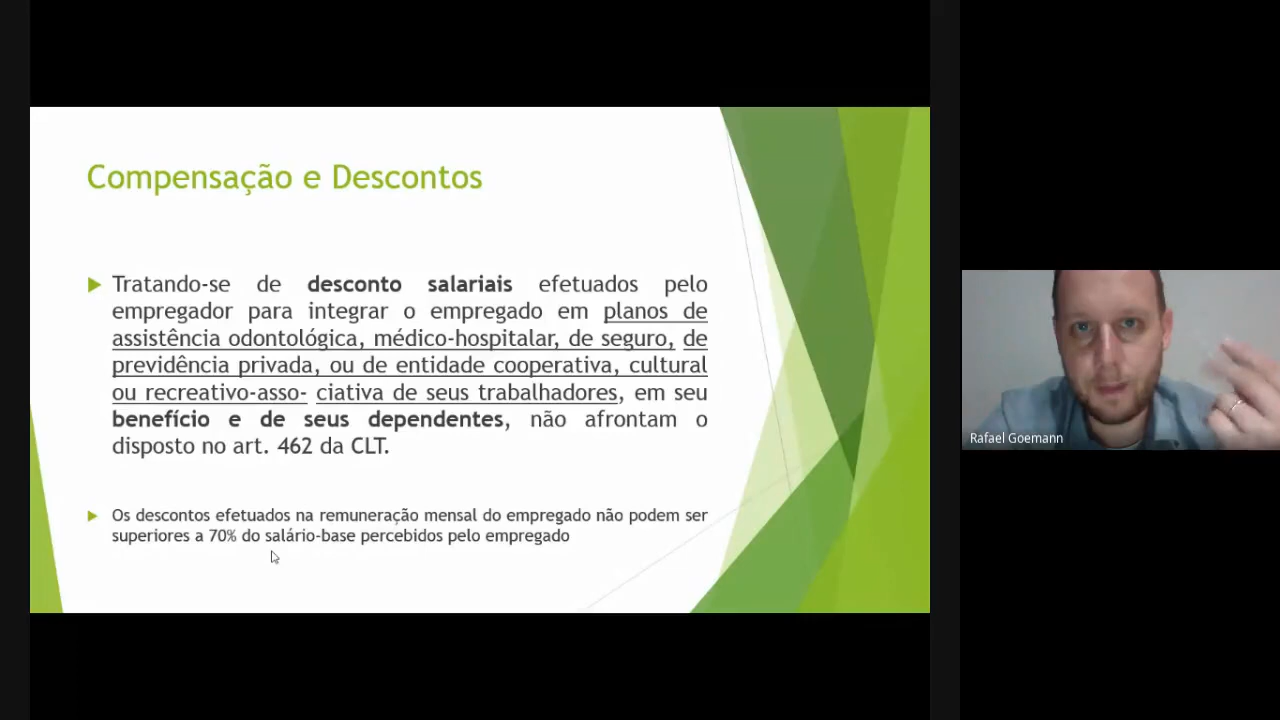 Compensação e Descontos
Tratando-se de desconto salariais efetuados pelo
empregador para integrar o empregado em planos de
assistência odontológica, médico-hospitalar, de seguro, de
previdência privada, ou de entidade cooperativa, cultural
ou recreativo-asso- ciativa de seus trabalhadores, em seu
benefício e de seus dependentes, não afrontam o
disposto no art. 462 da CLT.
Os descontos efetuados na remuneração mensal do empregado não podem ser
superiores a 70% do salário-base percebidos pelo empregado
Rafael Goemann